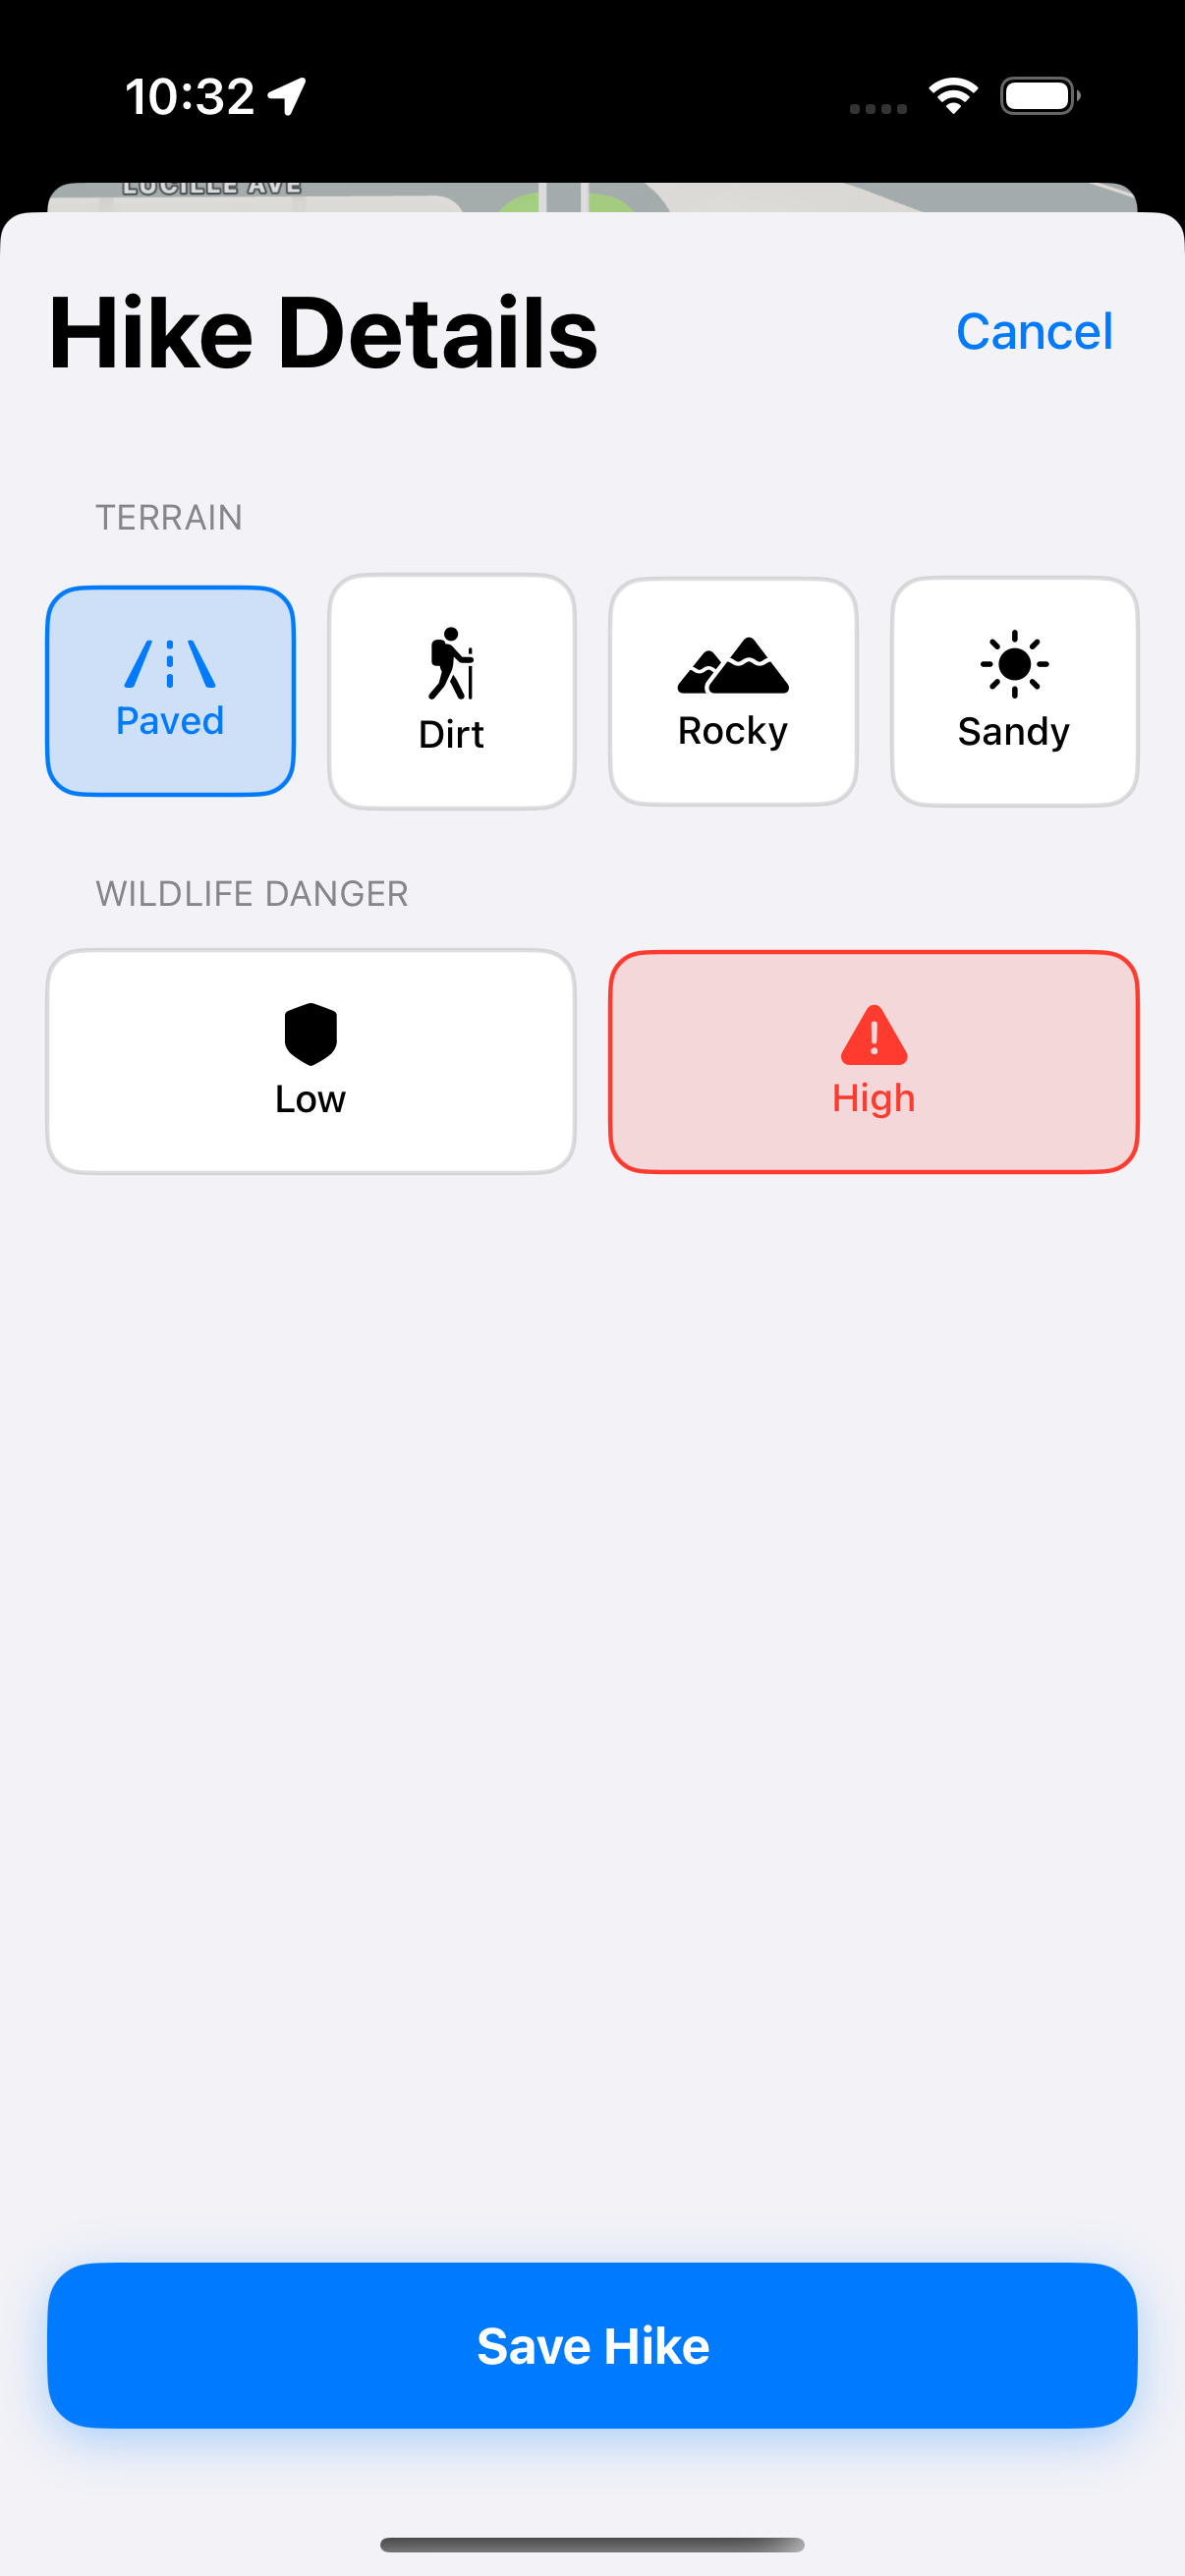 10:32
LUCILLE AVE
Hike Details
Cancel
TERRAIN
Paved
Dirt
Rocky
Sandy
WILDLIFE DANGER
Low
High
Save Hike